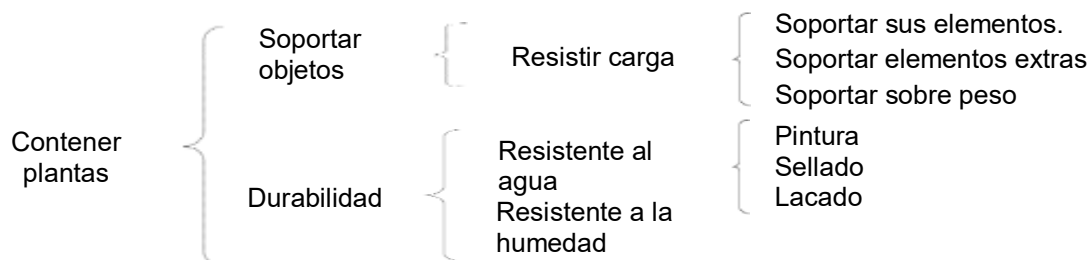 Contener
plantas
Soportar
objetos
Resistir carga
Soportar sus elementos.
Soportar elementos extras
Soportar sobre peso
Durabilidad
Resistente al
agua
Resistente a la
humedad
Pintura
Sellado
Lacado